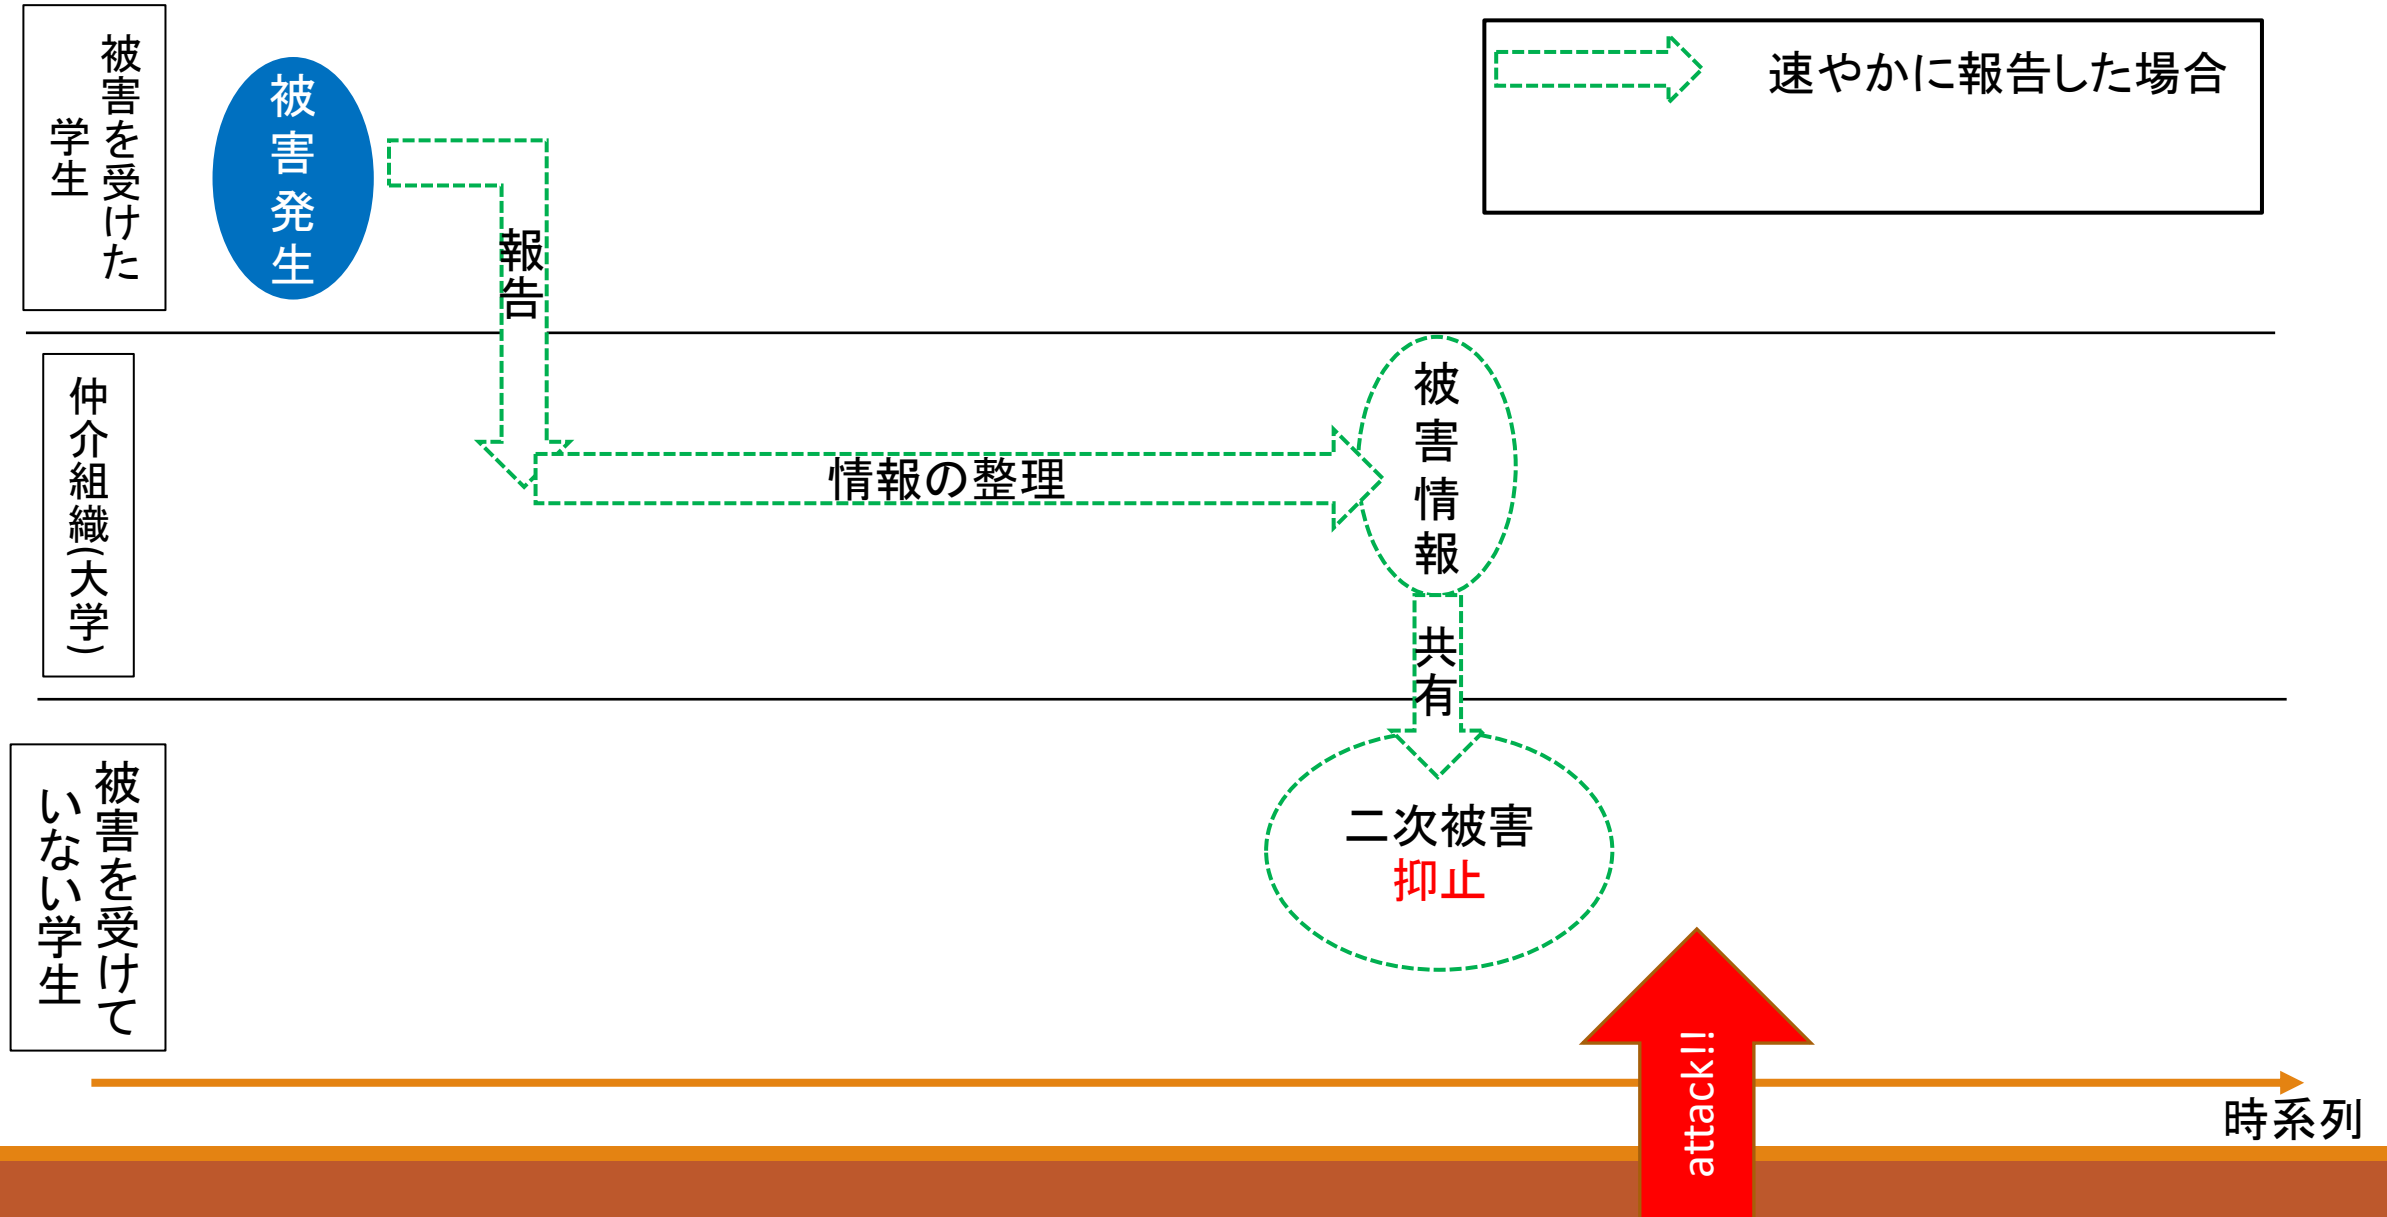 被害を受けた
学生
被害発生
速やかに報告した場合
報告
仲介組織(大学)
情報の整理
被害情報
共有
被害を受けて
いない学生
二次被害
抑止
attack!!
時系列